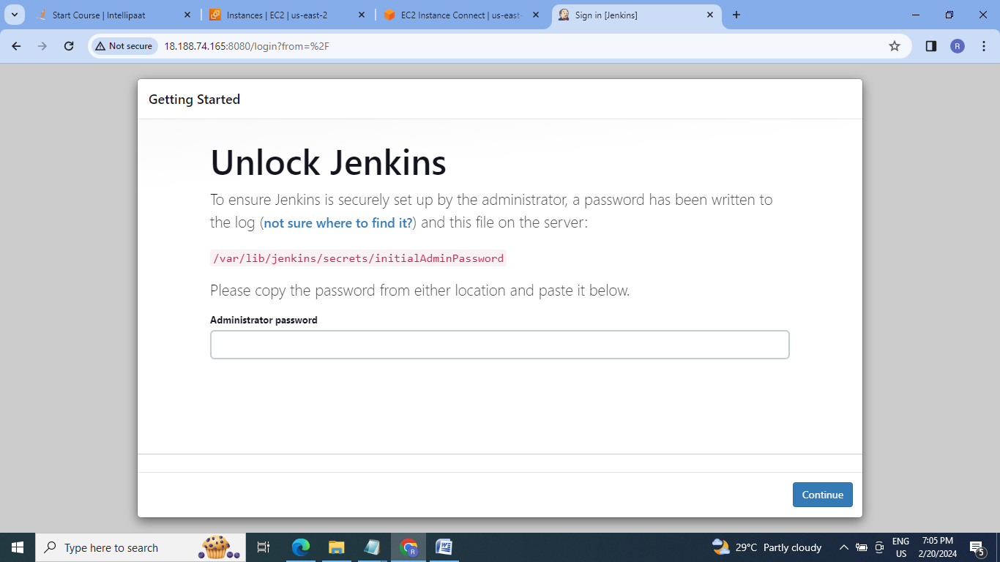 Start Course | Intellipaat
Instances | EC2 | us-east-2
EC2 Instance Connect | us-east-
Sign in [Jenkins]
Not secure
18.188.74.165:8080/login?from=%2F
R
Getting Started
Unlock Jenkins
To ensure Jenkins is securely set up by the administrator, a password has been written to
the log (not sure where to find it?) and this file on the server:
/var/lib/jenkins/secrets/initialAdminPassword
Please copy the password from either location and paste it below.
Administrator password
Continue
Type here to search
R
W
29°C Partly cloudy
ENG
US
7:05 PM
2/20/2024
5